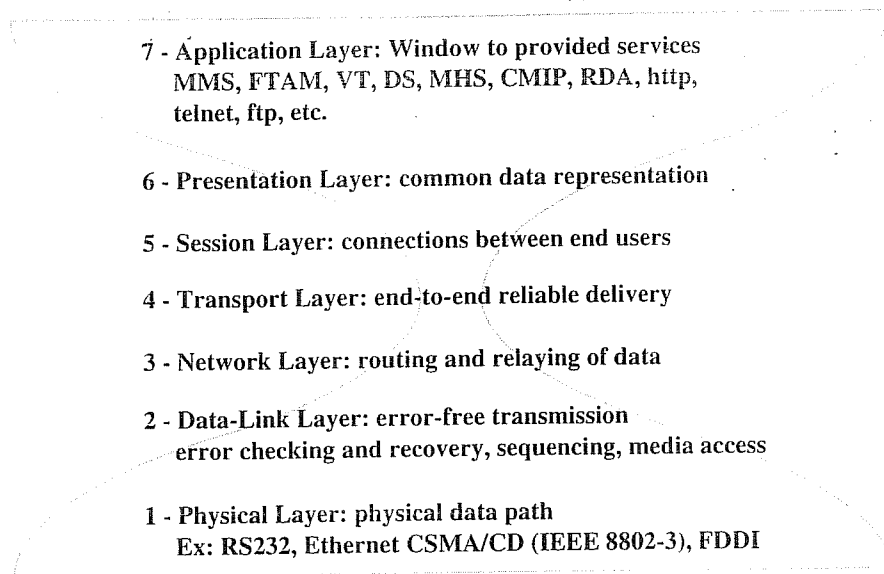 7 - Application Layer: Window to provided services
MMS, FTAM, VT, DS, MHS, CMIP, RDA, http,
telnet, ftp, etc.
6 - Presentation Layer: common data representation
5 - Session Layer: connections between end users
4 - Transport Layer: end-to-end reliable delivery
3 - Network Layer: routing and relaying of data
2 - Data-Link Layer: error-free transmission
error checking and recovery, sequencing, media access
1 - Physical Layer: physical data path
Ex: RS232, Ethernet CSMA/CD (IEEE 8802-3), FDDI